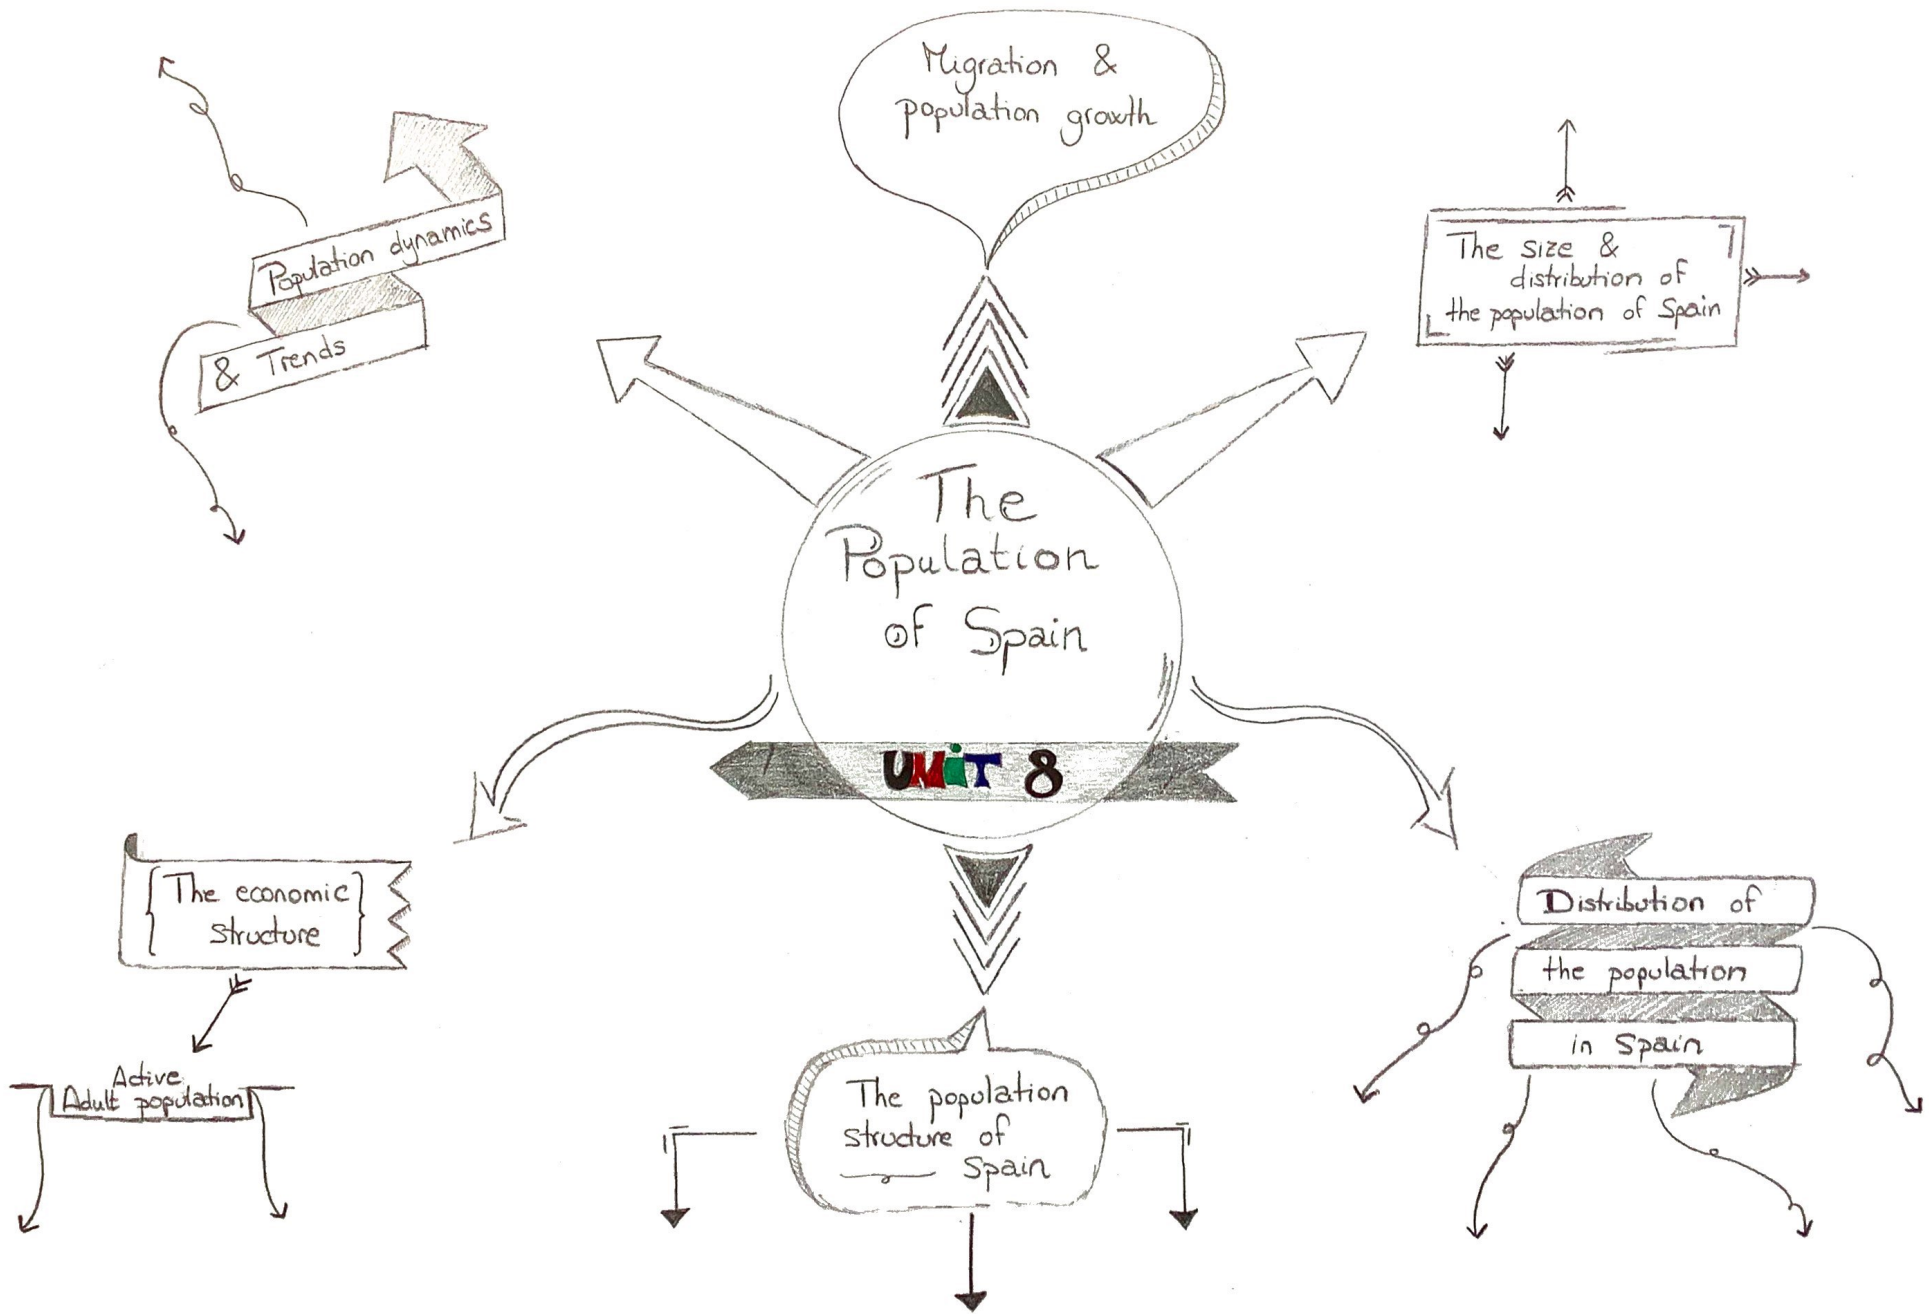 Migration &
population growth
Population dynamics
& Trends
The size &
distribution of
the population of Spain
The
Population
of Spain
UNiT 8
The economic
structure
Active
Adult population
The population
structure of
Spain
Distribution of
the population
in Spain